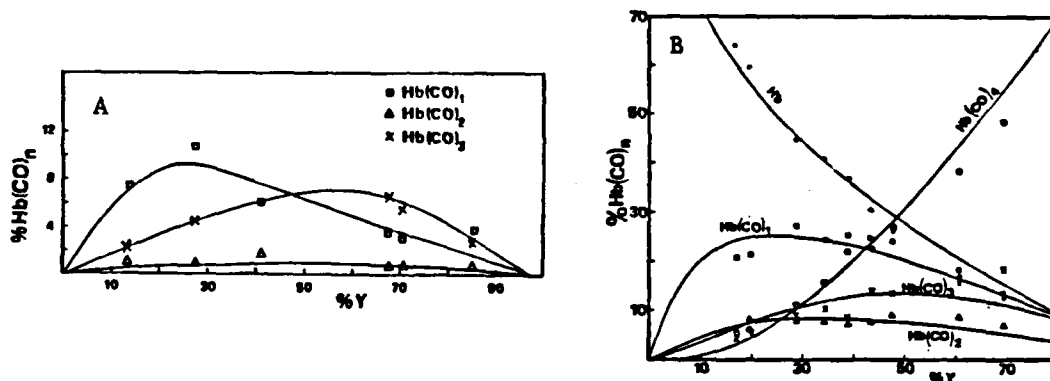 A
Hb(CO)1
Hb(CO)2
Hb(CO)3
%Hb(CO)n
12
8
4
10
30
50
70
90
%Y
B
70
50
30
10
%Hb(CO)n
Hb
Hb(CO)4
Hb(CO)1
Hb(CO)3
Hb(CO)2
10
30
50
70
%Y